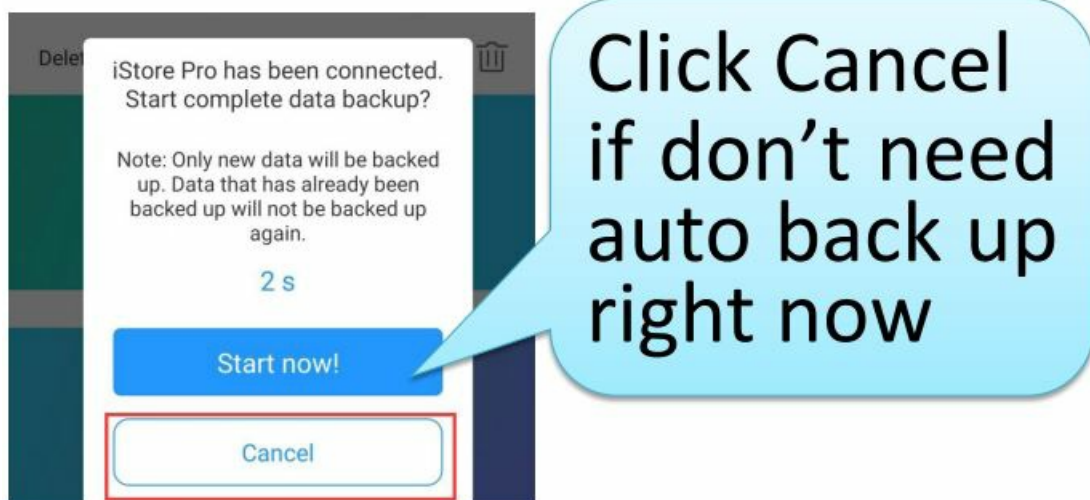 Delet
iStore Pro has been connected.
Start complete data backup?
Note: Only new data will be backed
up. Data that has already been
backed up will not be backed up
again.
2 s
Start now!
Cancel
Click Cancel
if don’t need
auto back up
right now